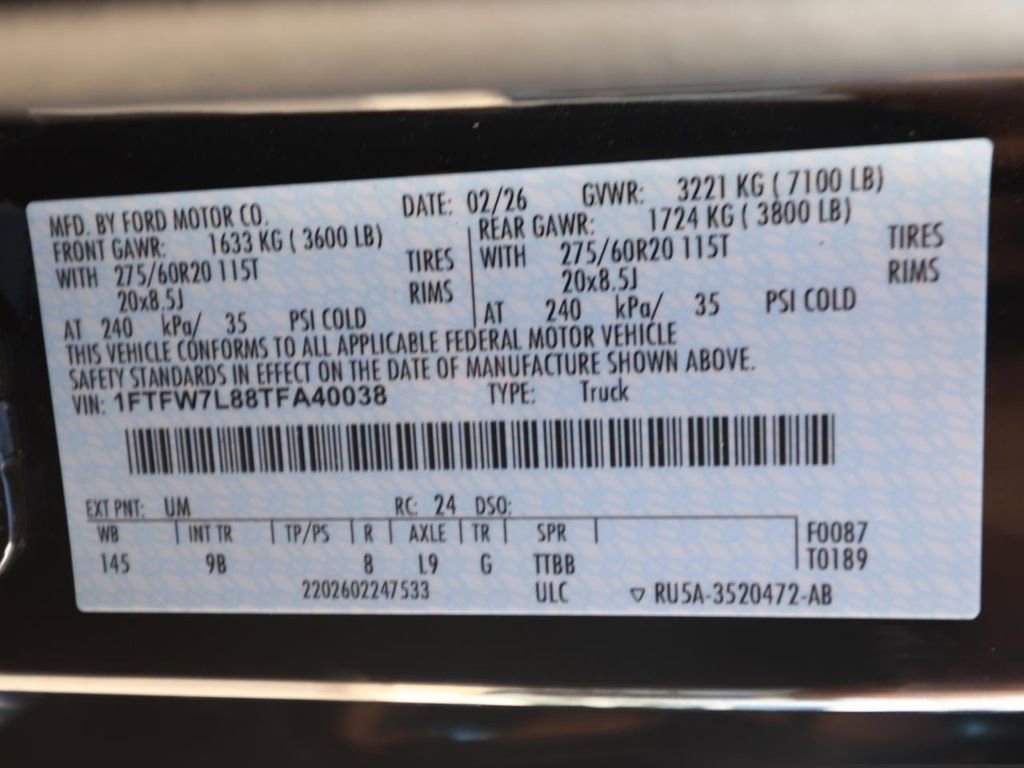 MFD. BY FORD MOTOR CO. DATE: 02/26 GVWR: 3221 KG ( 7100 LB)
FRONT GAWR: 1633 KG ( 3600 LB) REAR GAWR: 1724 KG ( 3800 LB)
WITH 275/60R20 115T TIRES WITH 275/60R20 115T TIRES
20x8.5J RIMS 20x8.5J RIMS
AT 240 kPa/ 35 PSI COLD AT 240 kPa/ 35 PSI COLD
THIS VEHICLE CONFORMS TO ALL APPLICABLE FEDERAL MOTOR VEHICLE
SAFETY STANDARDS IN EFFECT ON THE DATE OF MANUFACTURE SHOWN ABOVE.
VIN: 1FTFW7L88TFA40038 TYPE: Truck
EXT PNT: UM RC: 24 DSO:
WB INT TR TP/PS R AXLE TR SPR F0087
145 9B 8 L9 G TTBB T0189
2202602247533 ULC ▽ RU5A-3520472-AB